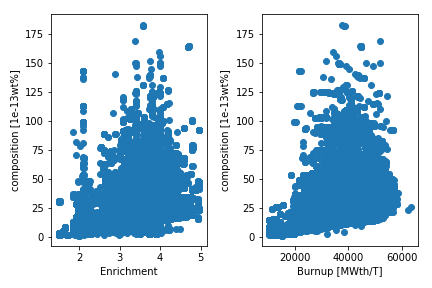 175
150
125
100
75
50
25
0
composition [1e-13wt%]
2 3 4 5
Enrichment
175
150
125
100
75
50
25
0
composition [1e-13wt%]
20000 40000 60000
Burnup [MWth/T]